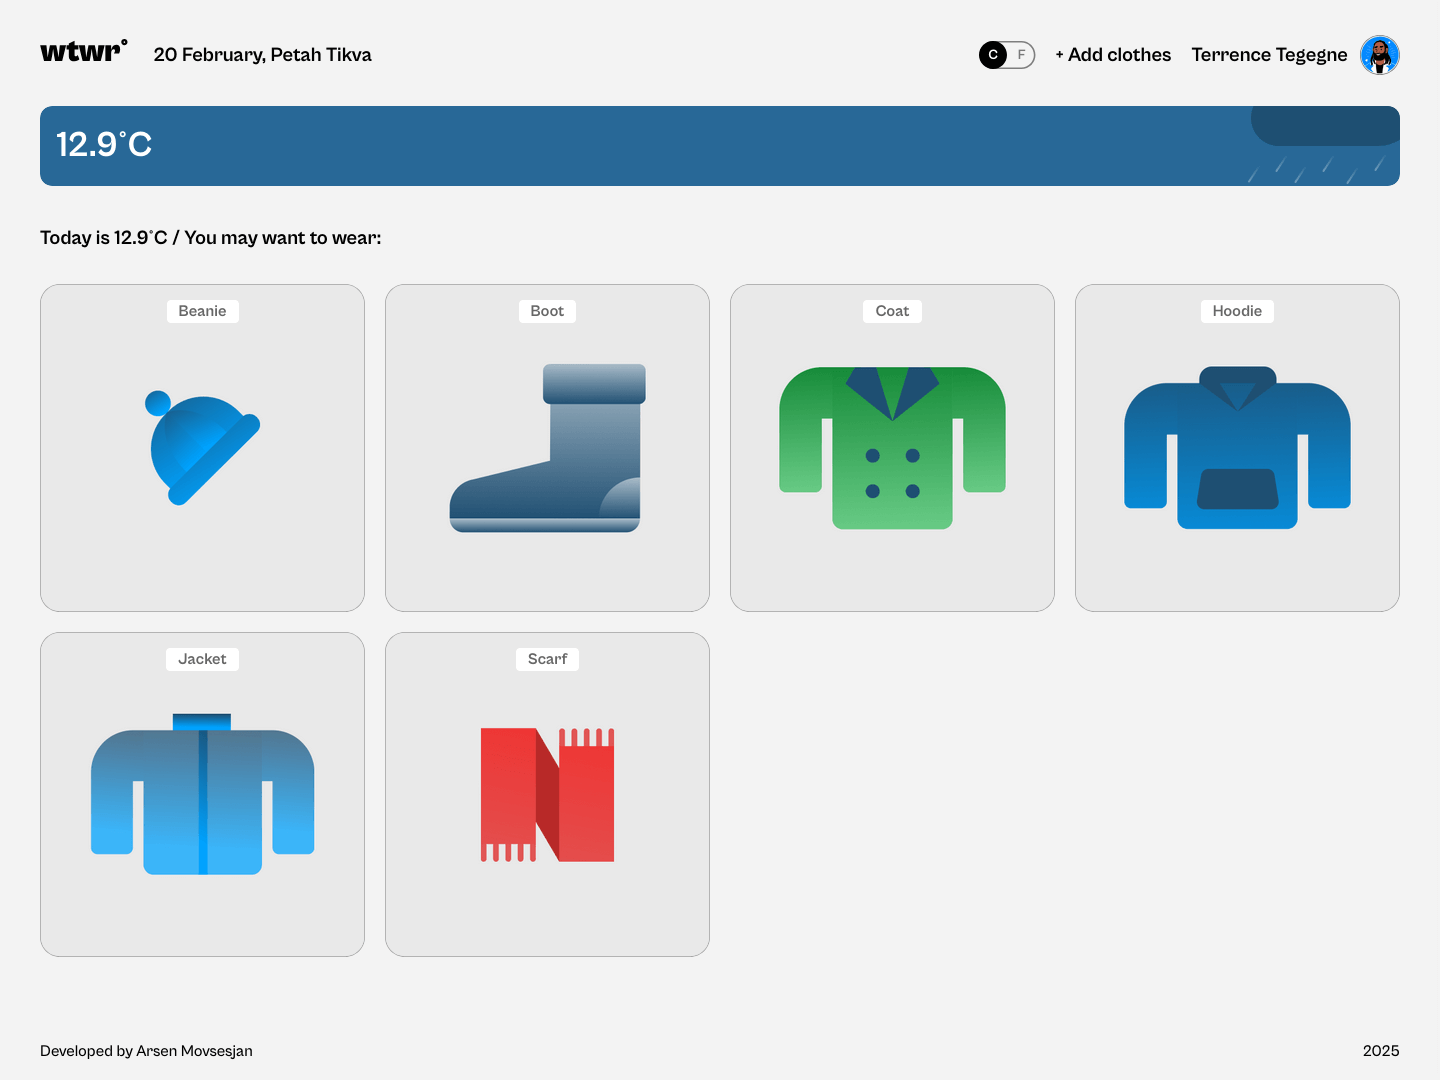 wtwr°
20 February, Petah Tikva
C F
+ Add clothes
Terrence Tegegne
12.9°C
Today is 12.9°C / You may want to wear:
Beanie
Boot
Coat
Hoodie
Jacket
Scarf
Developed by Arsen Movsesjan
2025